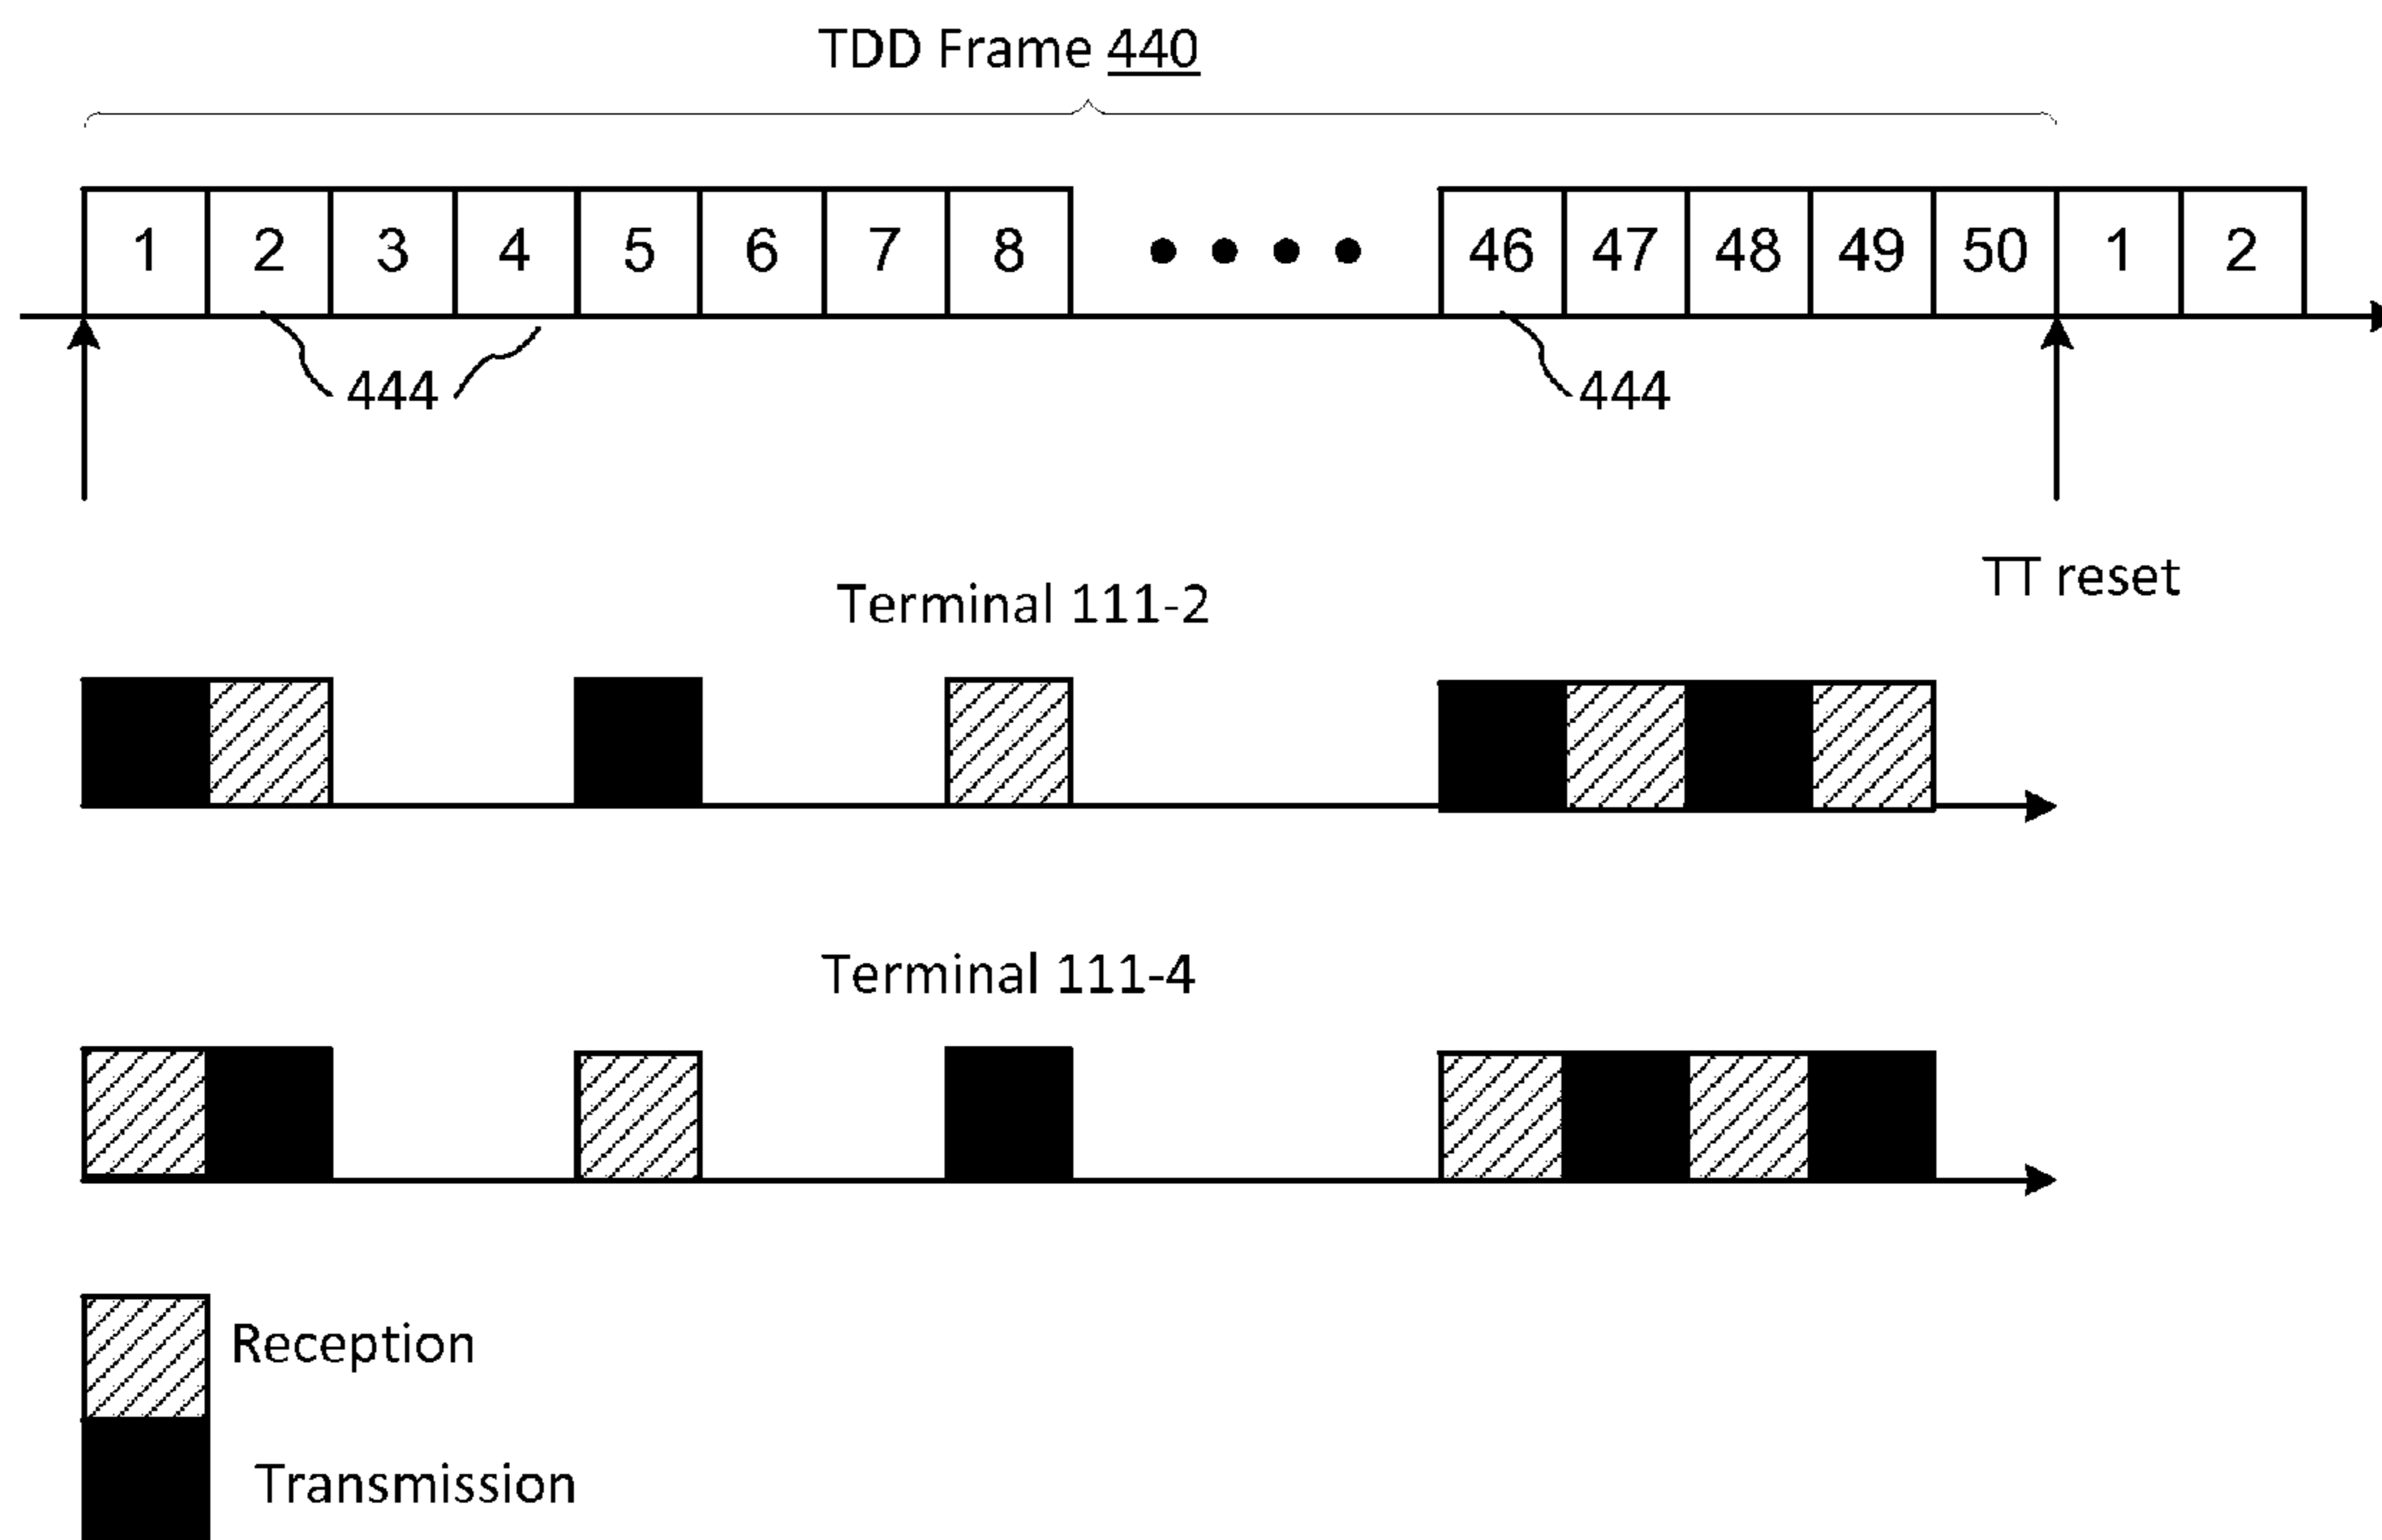 TDD Frame 440
1 2 3 4 5 6 7 8 46 47 48 49 50 1 2
444 444
TT reset
Terminal 111-2
Terminal 111-4
Reception
Transmission